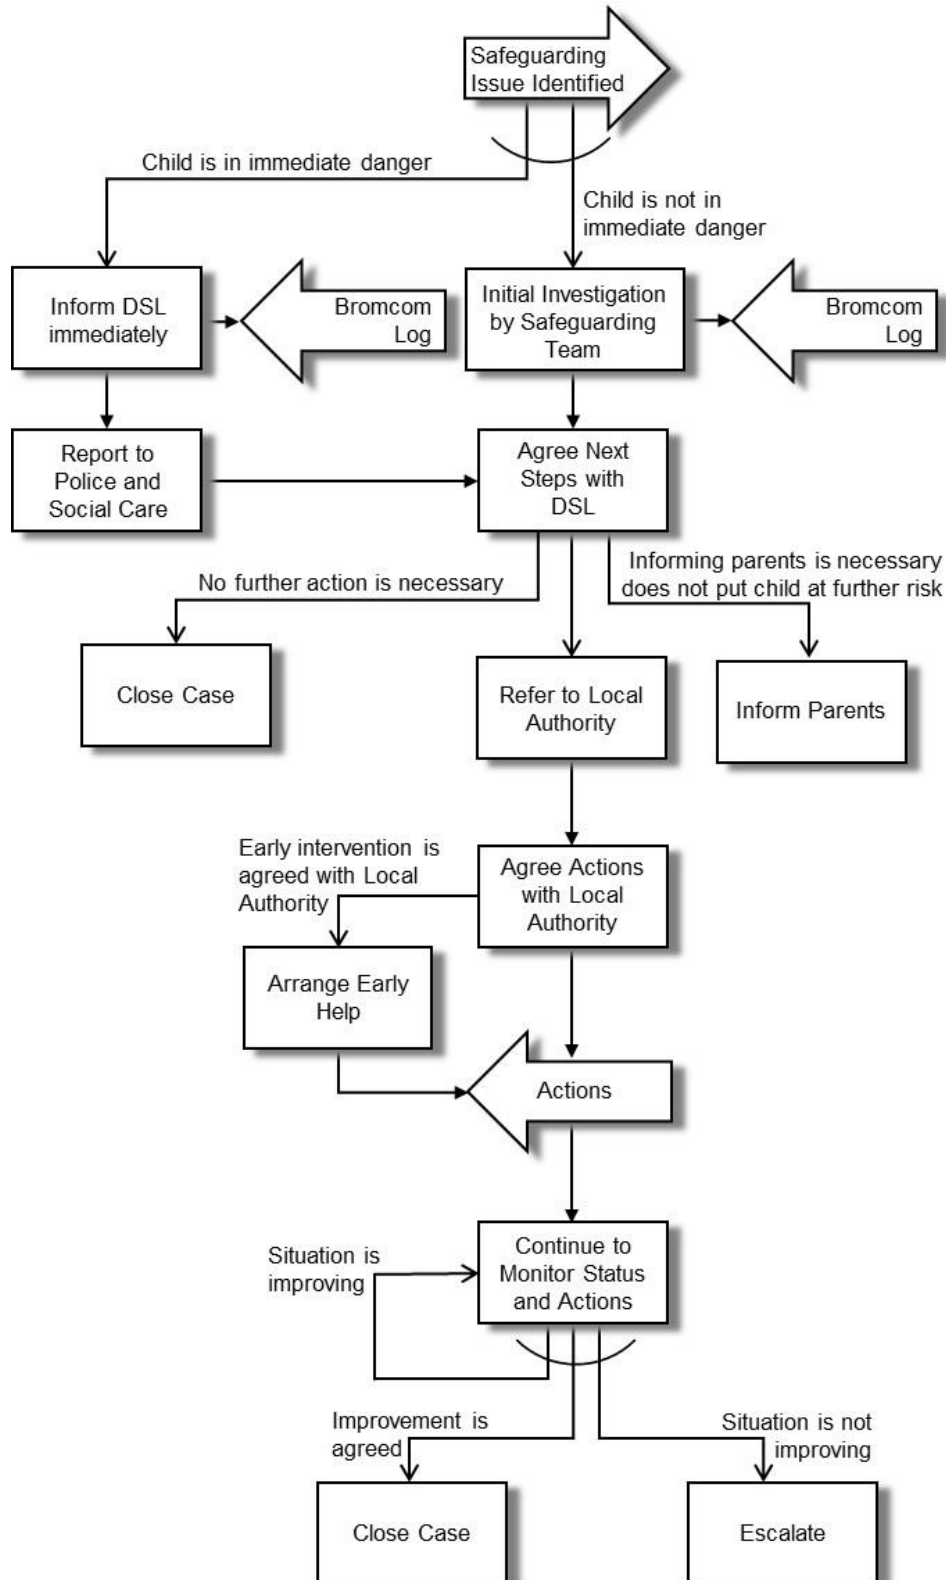 Safeguarding
Issue Identified
Child is in immediate danger
Child is not in
immediate danger
Inform DSL
immediately
Bromcom
Log
Initial Investigation
by Safeguarding
Team
Bromcom
Log
Report to
Police and
Social Care
Agree Next
Steps with
DSL
No further action is necessary
Informing parents is necessary
does not put child at further risk
Close Case
Refer to Local
Authority
Inform Parents
Early intervention is
agreed with Local
Authority
Agree Actions
with Local
Authority
Arrange Early
Help
Actions
Situation is
improving
Continue to
Monitor Status
and Actions
Improvement is
agreed
Situation is not
improving
Close Case
Escalate